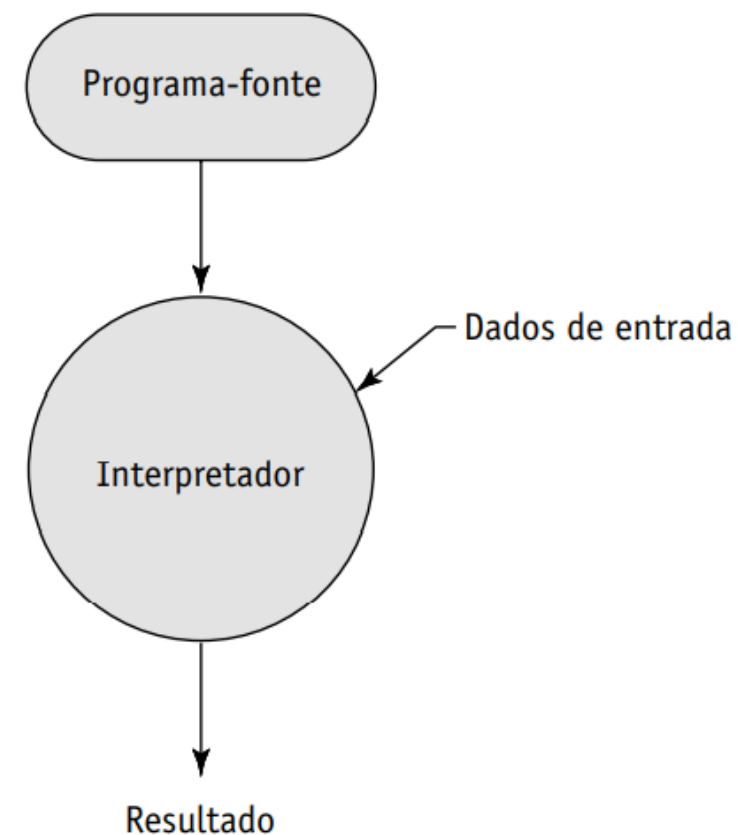 Programa-fonte
Dados de entrada
Interpretador
Resultado